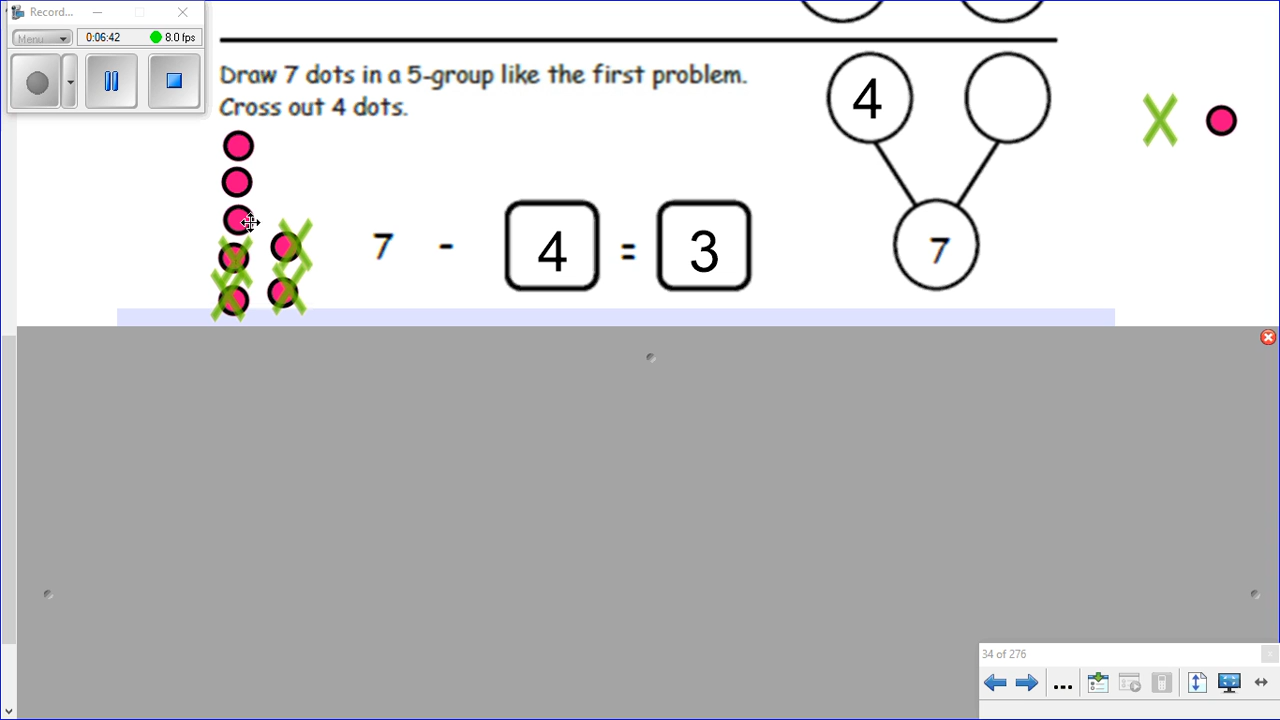 Record...
Menu
0:06:42
8.0 fps
Draw 7 dots in a 5-group like the first problem.
Cross out 4 dots.
4
7 - 4 = 3
7
34 of 276